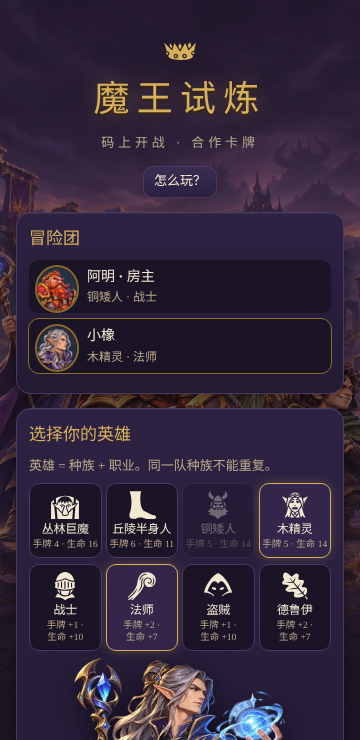 魔王试炼
码上开战 · 合作卡牌
怎么玩?
冒险团
阿明 · 房主
铜矮人 · 战士
小橡
木精灵 · 法师
选择你的英雄
英雄 = 种族 + 职业。同一队种族不能重复。
丛林巨魔
手牌 4 · 生命 16
丘陵半身人
手牌 6 · 生命 11
铜矮人
手牌 5 · 生命 14
木精灵
手牌 5 · 生命 14
战士
手牌 +1 ·
生命 +10
法师
手牌 +2 ·
生命 +7
盗贼
手牌 +1 ·
生命 +10
德鲁伊
手牌 +2 ·
生命 +7